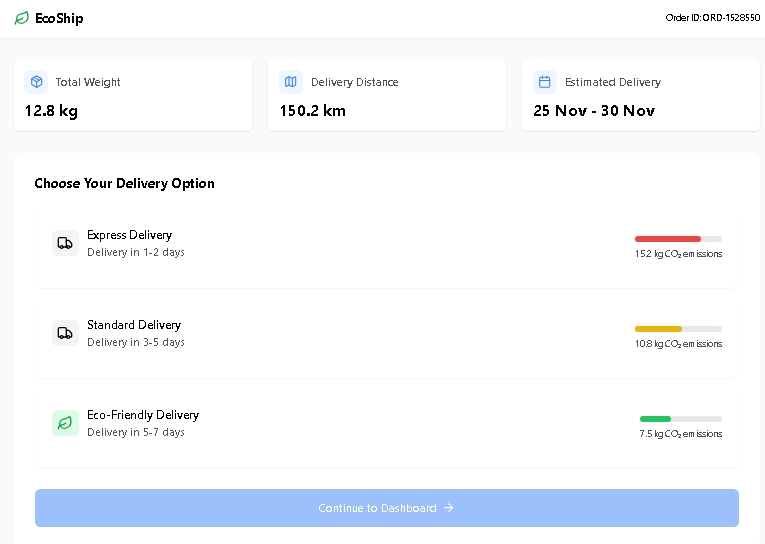 EcoShip
Order ID: ORD-1528550
Total Weight
12.8 kg
Delivery Distance
150.2 km
Estimated Delivery
25 Nov - 30 Nov
Choose Your Delivery Option
Express Delivery
Delivery in 1-2 days
15.2 kg CO₂ emissions
Standard Delivery
Delivery in 3-5 days
10.8 kg CO₂ emissions
Eco-Friendly Delivery
Delivery in 5-7 days
7.5 kg CO₂ emissions
Continue to Dashboard →